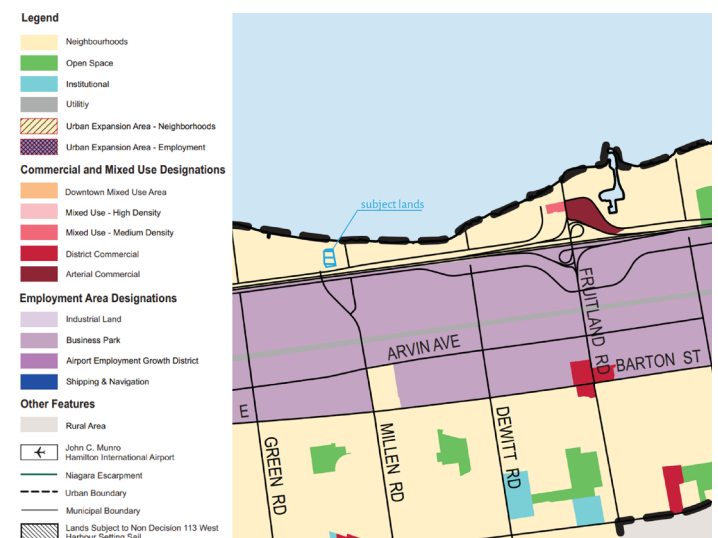 Legend
Neighbourhoods
Open Space
Institutional
Utilitiy
Urban Expansion Area - Neighborhoods
Urban Expansion Area - Employment
Commercial and Mixed Use Designations
Downtown Mixed Use Area
Mixed Use - High Density
Mixed Use - Medium Density
District Commercial
Arterial Commercial
Employment Area Designations
Industrial Land
Business Park
Airport Employment Growth District
Shipping & Navigation
Other Features
Rural Area
John C. Munro
Hamilton International Airport
Niagara Escarpment
Urban Boundary
Municipal Boundary
Lands Subject to Non Decision 113 West
Harbour Setting Sail
subject lands
FRUITLAND RD
ARVIN AVE
BARTON ST
E
GREEN RD
MILLEN RD
DEWITT RD